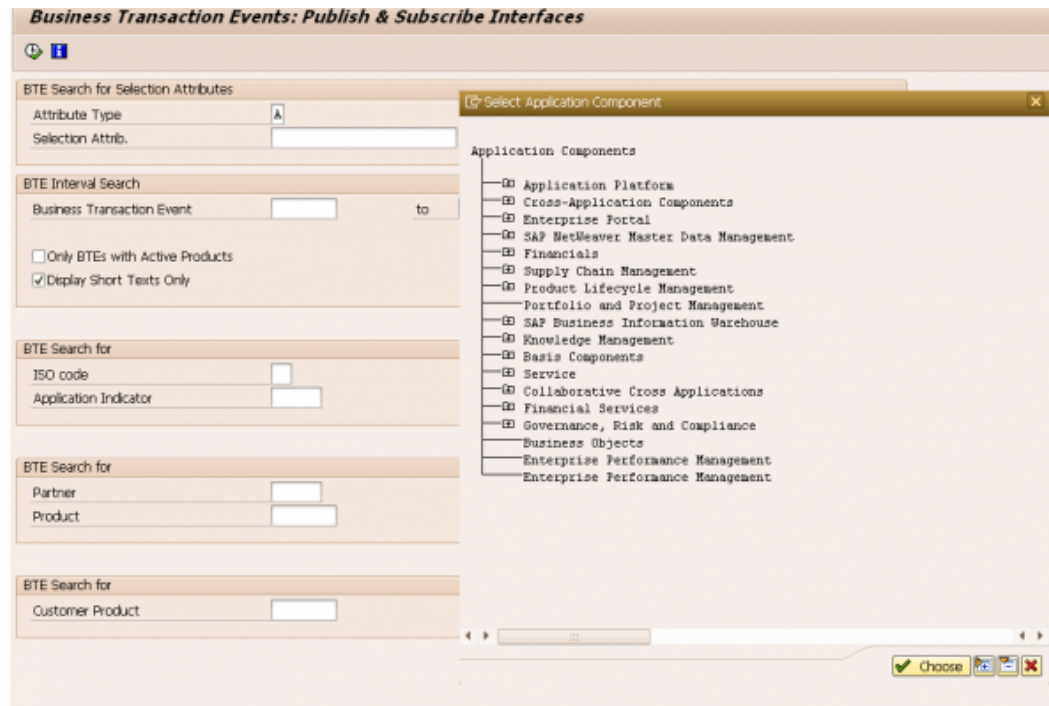 Business Transaction Events: Publish & Subscribe Interfaces
BTE Search for Selection Attributes
Attribute Type A
Selection Attrib.
BTE Interval Search
Business Transaction Event to
Only BTEs with Active Products
Display Short Texts Only
BTE Search for
ISO code
Application Indicator
BTE Search for
Partner
Product
BTE Search for
Customer Product
Select Application Component
Application Components
Application Platform
Cross-Application Components
Enterprise Portal
SAP NetWeaver Master Data Management
Financials
Supply Chain Management
Product Lifecycle Management
Portfolio and Project Management
SAP Business Information Warehouse
Knowledge Management
Basis Components
Service
Collaborative Cross Applications
Financial Services
Governance, Risk and Compliance
Business Objects
Enterprise Performance Management
Enterprise Performance Management
Choose